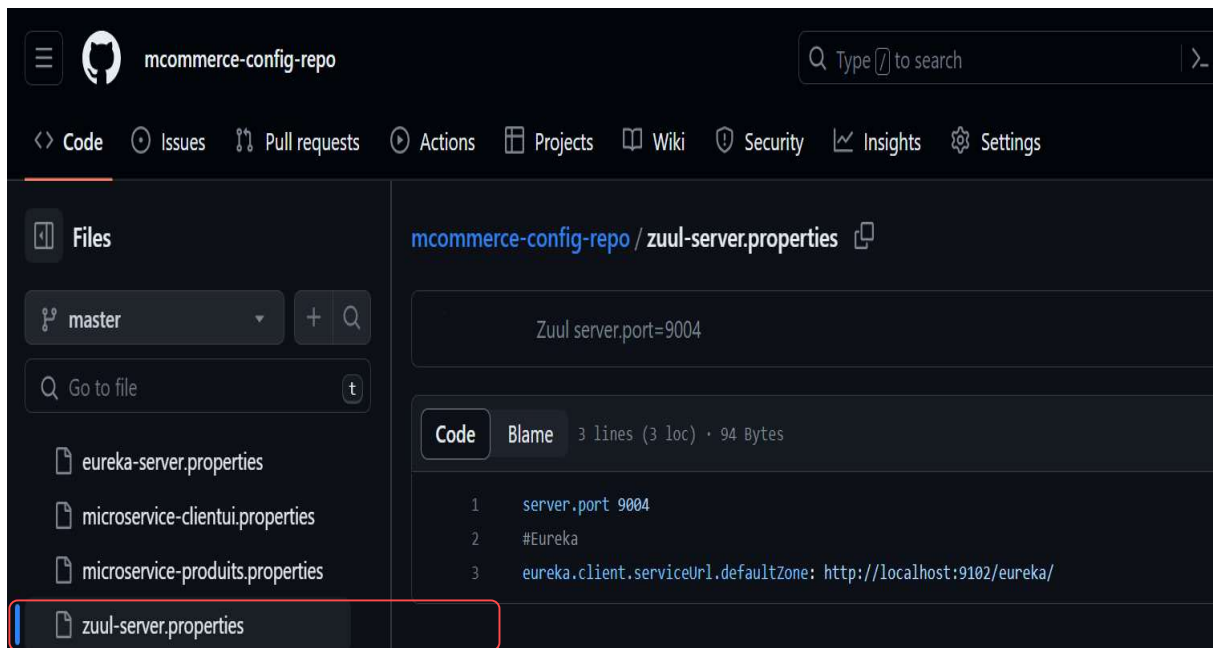 mcommerce-config-repo
Type / to search
Code Issues Pull requests Actions Projects Wiki Security Insights Settings
Files
mcommerce-config-repo / zuul-server.properties
master
Zuul server.port=9004
Go to file t
Code Blame 3 lines (3 loc) · 94 Bytes
eureka-server.properties
microservice-clientui.properties
microservice-produits.properties
zuul-server.properties
1 server.port 9004
2 #Eureka
3 eureka.client.serviceUrl.defaultZone: http://localhost:9102/eureka/